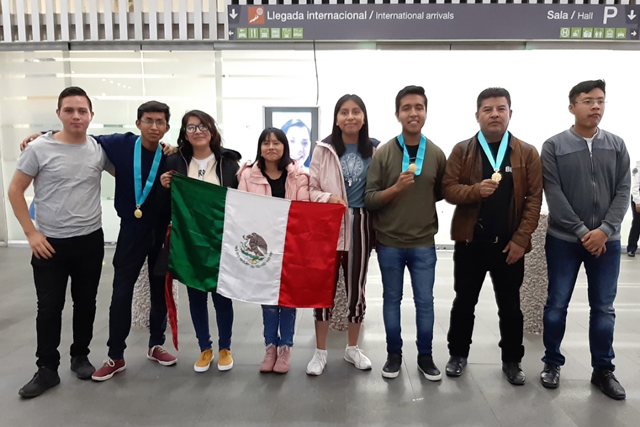 Llegada internacional / International arrivals
Sala / Hall P